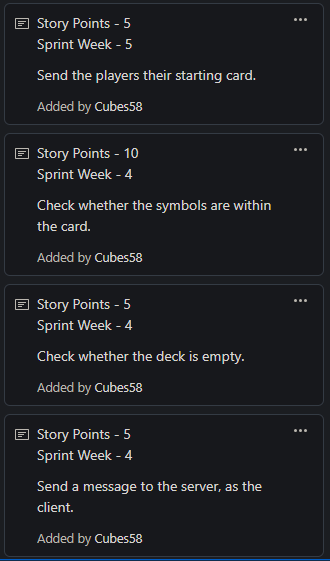 Story Points - 5
Sprint Week - 5
Send the players their starting card.
Added by Cubes58
Story Points - 10
Sprint Week - 4
Check whether the symbols are within
the card.
Added by Cubes58
Story Points - 5
Sprint Week - 4
Check whether the deck is empty.
Added by Cubes58
Story Points - 5
Sprint Week - 4
Send a message to the server, as the
client.
Added by Cubes58